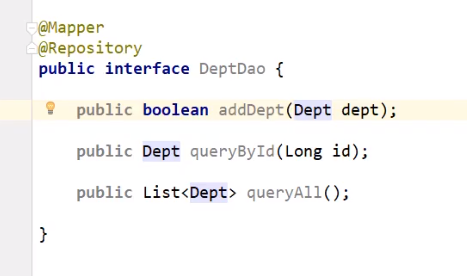 @Mapper
@Repository
public interface DeptDao {
public boolean addDept(Dept dept);
public Dept queryById(Long id);
public List<Dept> queryAll();
}